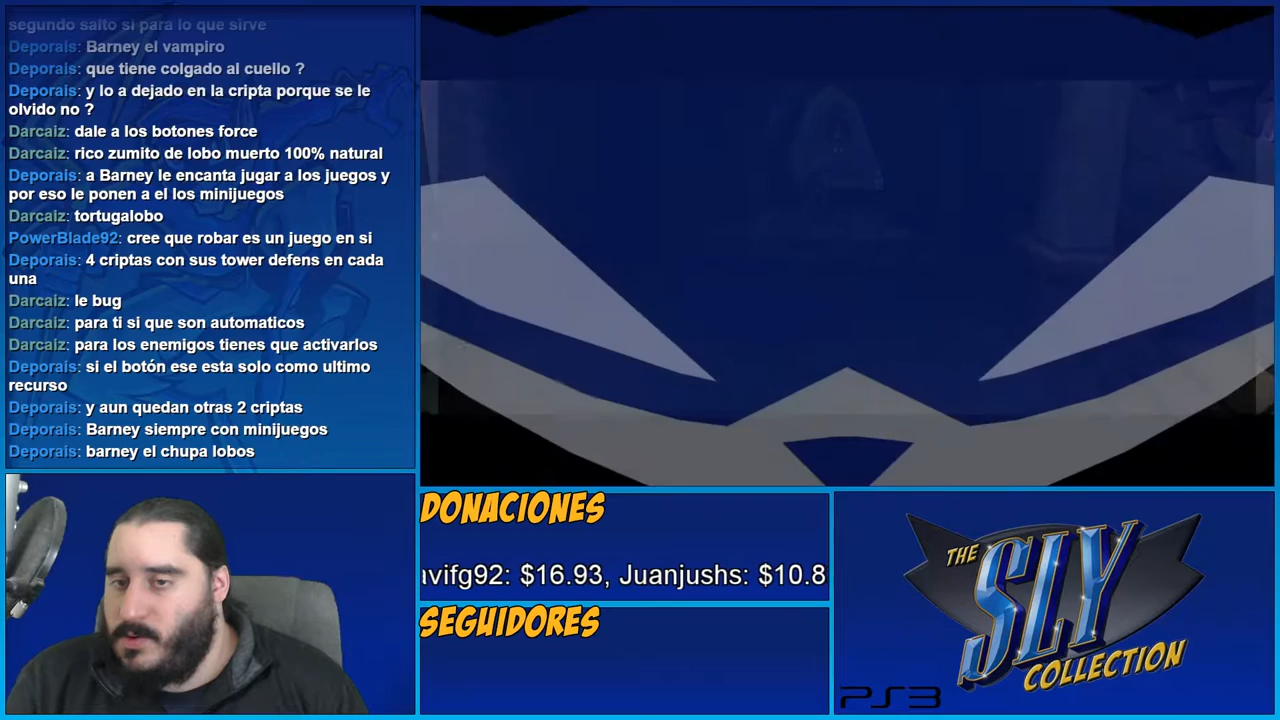 segundo salto si para lo que sirve
Deporais: Barney el vampiro
Deporais: que tiene colgado al cuello ?
Deporais: y lo a dejado en la cripta porque se le
olvido no ?
Darcaiz: dale a los botones force
Darcaiz: rico zumito de lobo muerto 100% natural
Deporais: a Barney le encanta jugar a los juegos y
por eso le ponen a el los minijuegos
Darcaiz: tortugalobo
PowerBlade92: cree que robar es un juego en si
Deporais: 4 criptas con sus tower defens en cada
una
Darcaiz: le bug
Darcaiz: para ti si que son automaticos
Darcaiz: para los enemigos tienes que activarlos
Deporais: si el botón ese esta solo como ultimo
recurso
Deporais: y aun quedan otras 2 criptas
Deporais: Barney siempre con minijuegos
Deporais: barney el chupa lobos
DONACIONES
avifg92: $16.93, Juanjushs: $10.8
SEGUIDORES
THE
SLY
COLLECTION
PS3